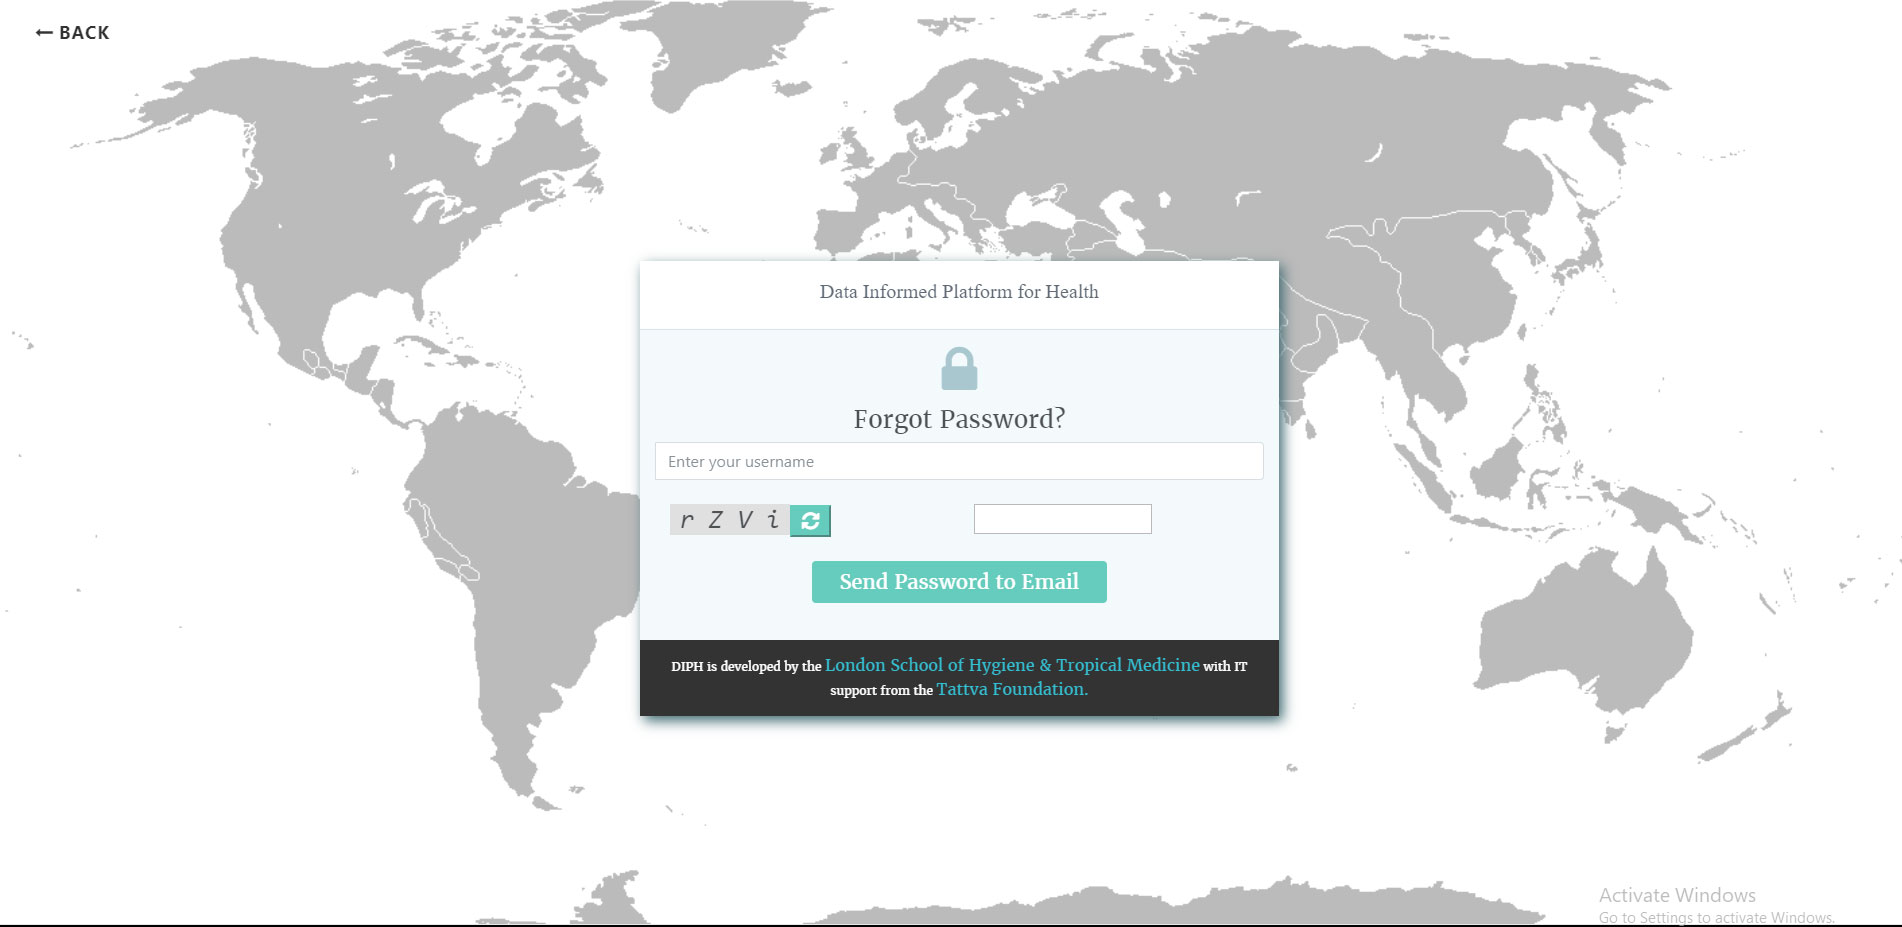 BACK
Data Informed Platform for Health
Forgot Password?
Enter your username
r Z V i
Send Password to Email
DIPH is developed by the London School of Hygiene & Tropical Medicine with IT
support from the Tattva Foundation.
Activate Windows
Go to Settings to activate Windows.